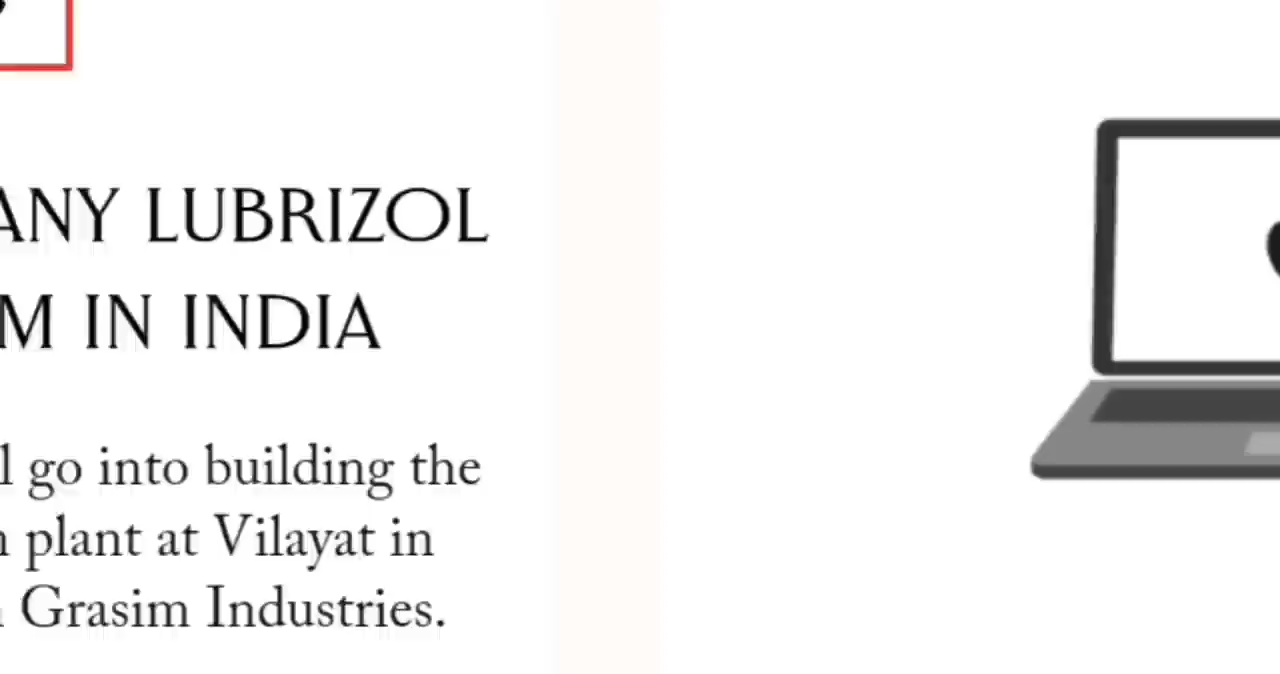 ANY LUBRIZOL
M IN INDIA
l go into building the
plant at Vilayat in
Grasim Industries.